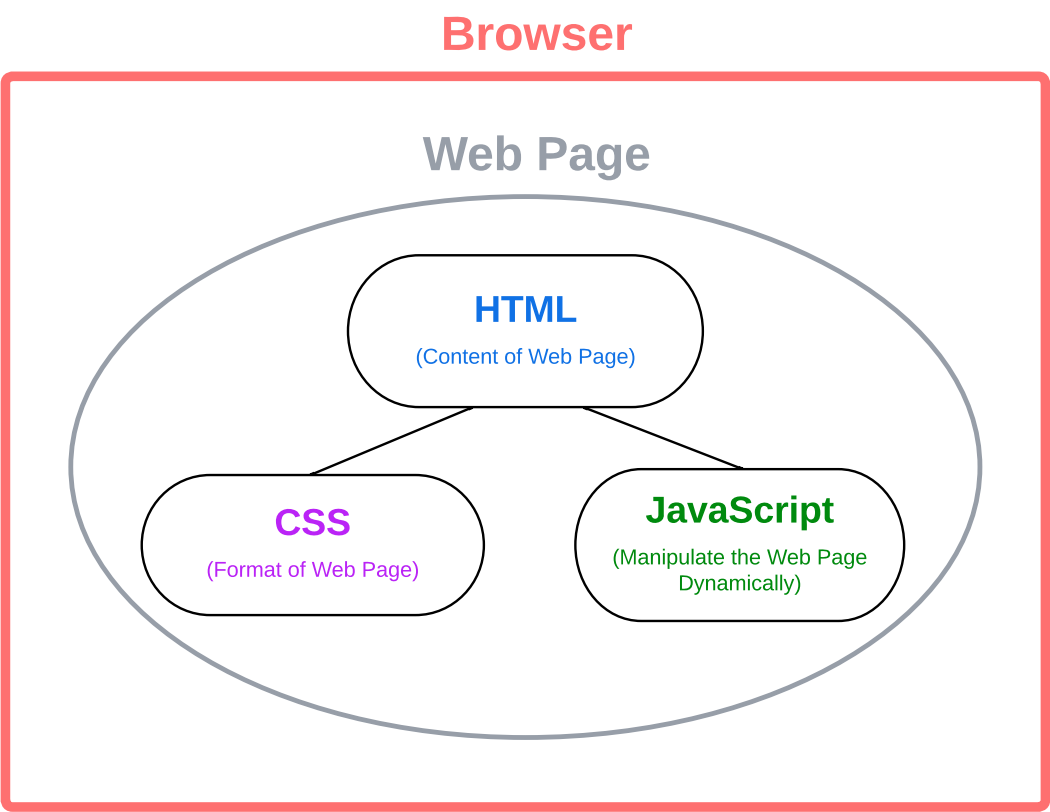 Browser
Web Page
HTML
(Content of Web Page)
CSS
(Format of Web Page)
JavaScript
(Manipulate the Web Page
Dynamically)